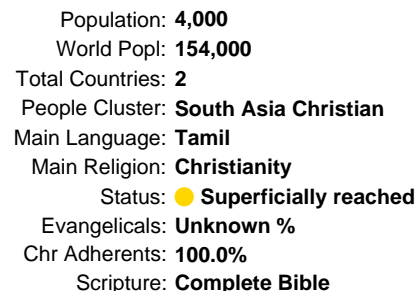 Population: 4,000
World Popl: 154,000
Total Countries: 2
People Cluster: South Asia Christian
Main Language: Tamil
Main Religion: Christianity
Status: Superficially reached
Evangelicals: Unknown %
Chr Adherents: 100.0%
Scripture: Complete Bible